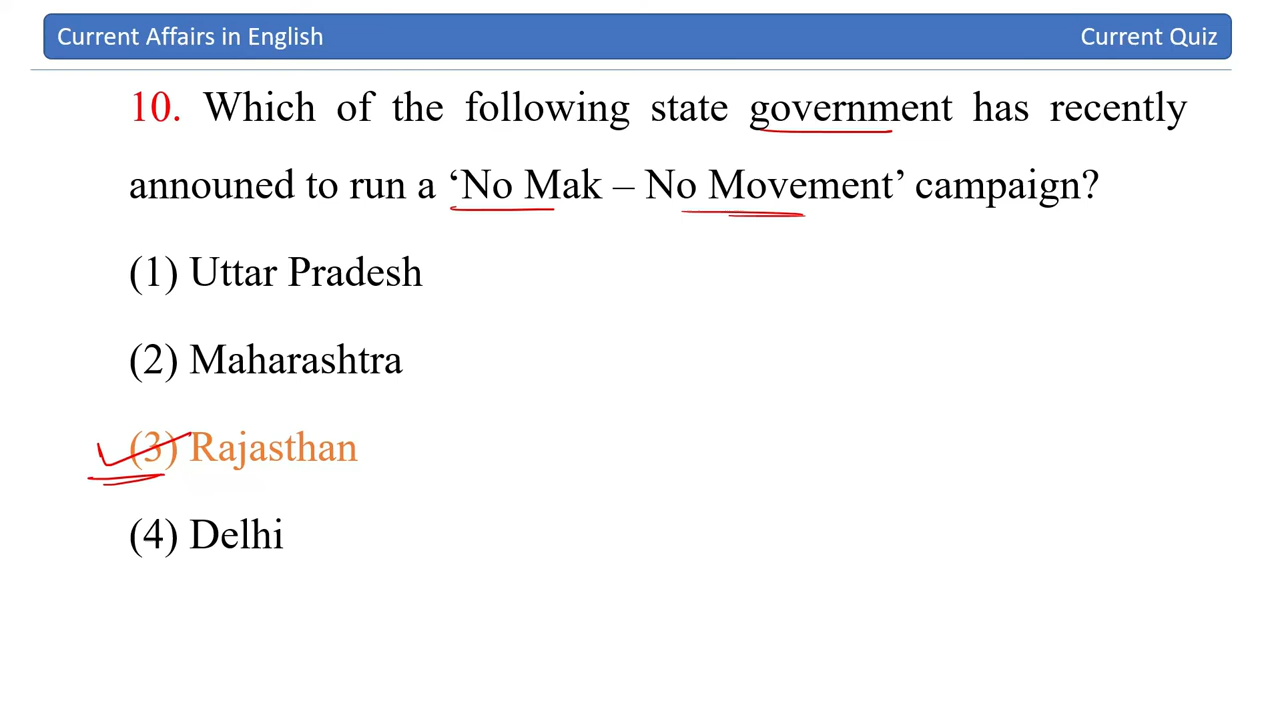 Current Affairs in English Current Quiz
10. Which of the following state government has recently
announed to run a ‘No Mak – No Movement’ campaign?
(1) Uttar Pradesh
(2) Maharashtra
(3) Rajasthan
(4) Delhi